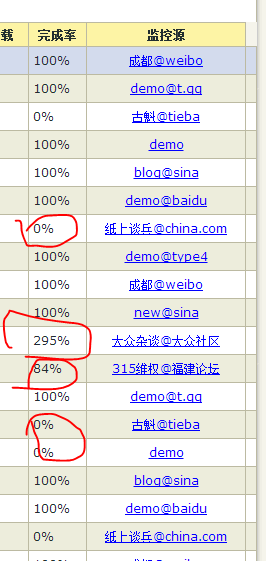 载 完成率 监控源
100% 成都@weibo
100% demo@t.qq
0% 古斛@tieba
100% demo
100% blog@sina
100% demo@baidu
0% 纸上谈兵@china.com
100% demo@type4
100% 成都@weibo
100% new@sina
295% 大众杂谈@大众社区
84% 315维权@福建论坛
100% demo@t.qq
0% 古斛@tieba
0% demo
100% blog@sina
100% demo@baidu
0% 纸上谈兵@china.com